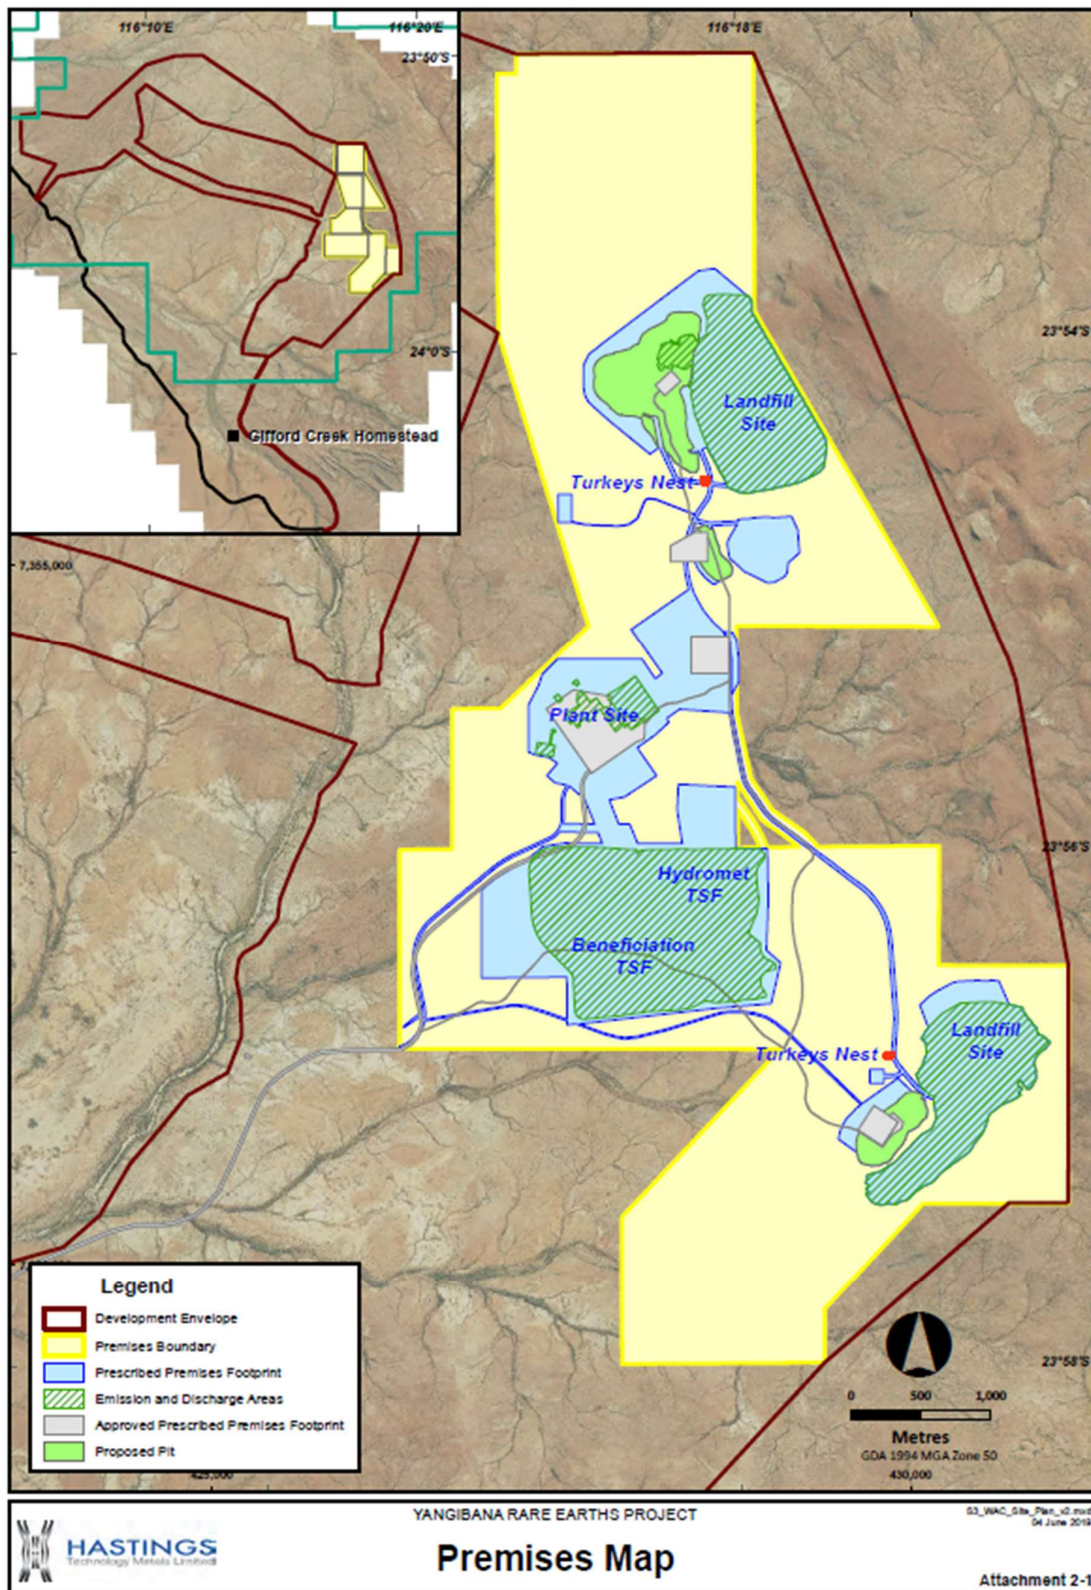 116°10'E
116°20'E
116°18'E
23°50'S
23°54'S
24°0'S
Gifford Creek Homestead
Landfill
Site
Turkeys Nest
7,355,000
Plant Site
23°56'S
Hydromet
TSF
Beneficiation
TSF
Landfill
Site
Turkeys Nest
Legend
Development Envelope
Premises Boundary
Prescribed Premises Footprint
Emission and Discharge Areas
Approved Prescribed Premises Footprint
Proposed Pit
23°58'S
0 500 1,000
Metres
GDA 1994 MGA Zone 50
425,000
430,000
YANGIBANA RARE EARTHS PROJECT
Premises Map
HASTINGS
Technology Metals Limited
S3_WAC_Site_Plan_v2.mxd
04 June 2019
Attachment 2-1